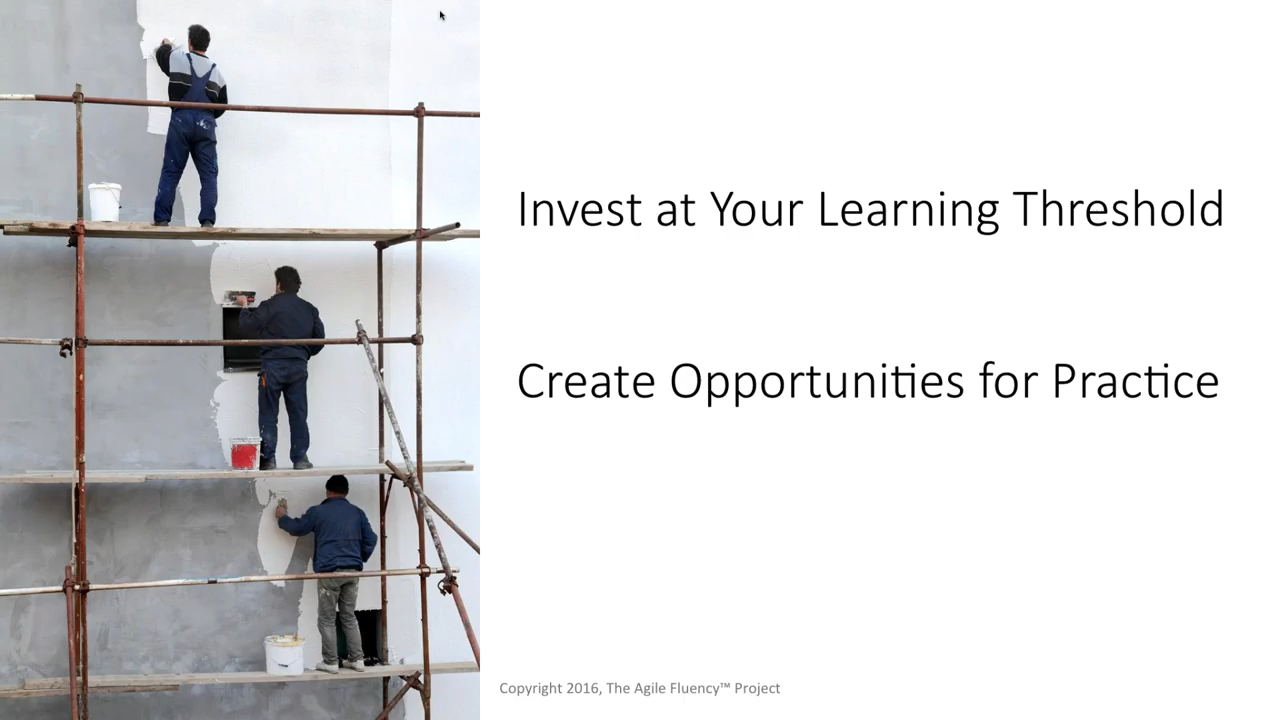 Invest at Your Learning Threshold
Create Opportunities for Practice
Copyright 2016, The Agile Fluency™ Project